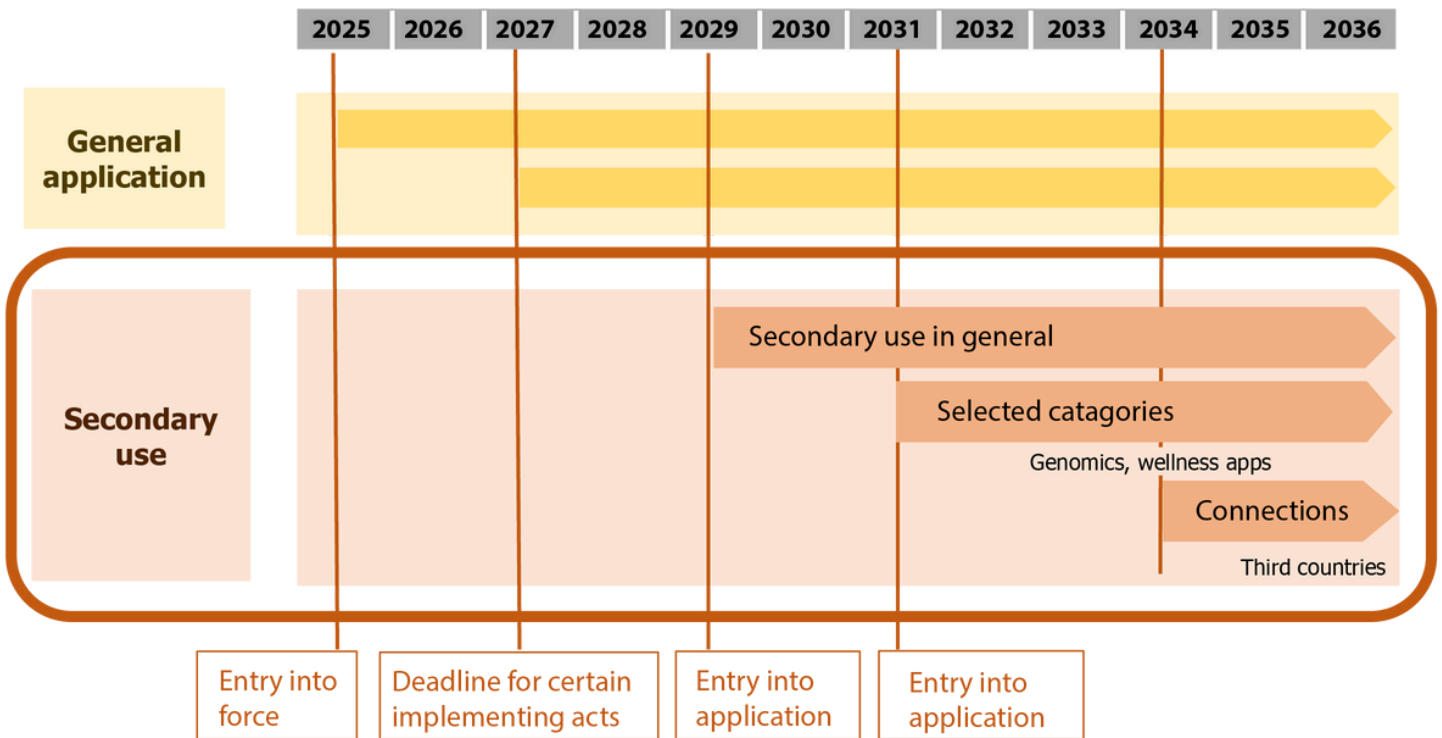 2025 2026 2027 2028 2029 2030 2031 2032 2033 2034 2035 2036
General
application
Secondary
use
Secondary use in general
Selected catagories
Genomics, wellness apps
Connections
Third countries
Entry into
force
Deadline for certain
implementing acts
Entry into
application
Entry into
application